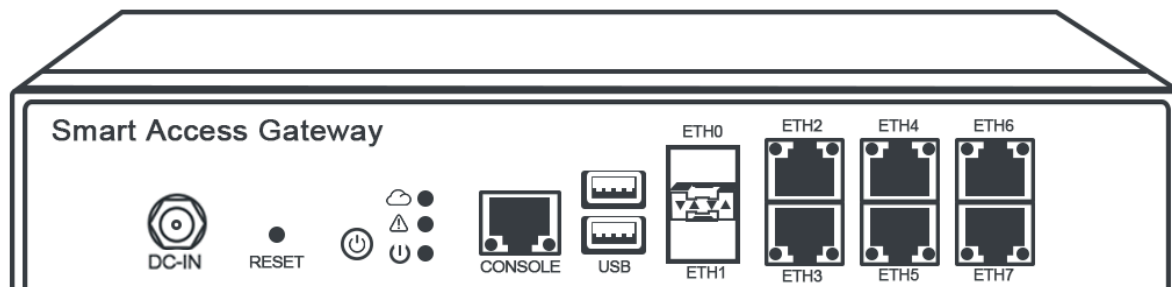 Smart Access Gateway
ETH0
ETH2
ETH4
ETH6
DC-IN
RESET
CONSOLE
USB
ETH1
ETH3
ETH5
ETH7